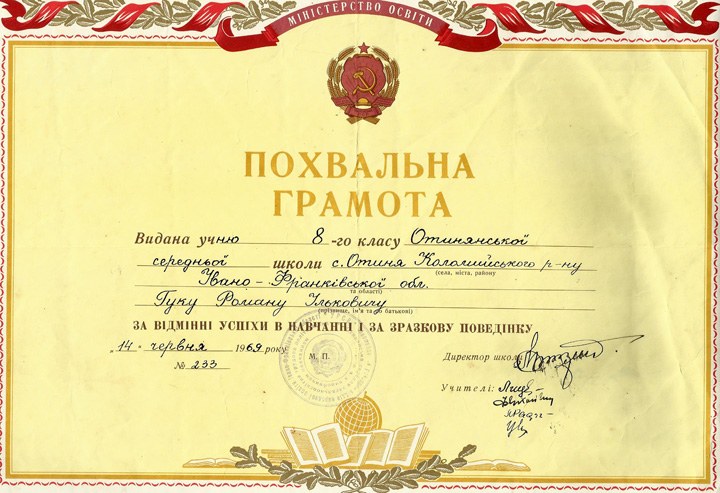 МІНІСТЕРСТВО ОСВІТИ
ПОХВАЛЬНА
ГРАМОТА
Видана учню 8-го класу Отинянської
середньої школи с. Отиня Коломийського р-ну
(села, міста, району
Івано-Франківської обл.
та області)
Гуку Роману Ільковичу
(прізвище, ім'я та по батькові)
ЗА ВІДМІННІ УСПІХИ В НАВЧАННІ І ЗА ЗРАЗКОВУ ПОВЕДІНКУ
„14" червня 1969 року
№ 233
М. П.
Директор школи
Учителі: